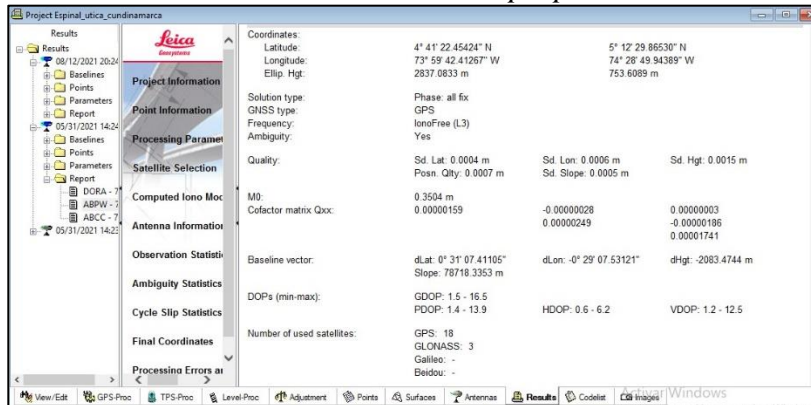 Project Espinal_utica_cundinamarca
Results
Results
08/12/2021 20:24
Baselines
Points
Parameters
Report
05/31/2021 14:24
Baselines
Points
Parameters
Report
DORA - 7
ABPW - 7
ABCC - 7
05/31/2021 14:23
Leica
Geosystems
Project Information
Point Information
Processing Paramet
Satellite Selection
Computed Iono Mod
Antenna Information
Observation Statisti
Ambiguity Statistics
Cycle Slip Statistics
Final Coordinates
Processing Errors an
Coordinates:
Latitude: 4° 41' 22.45424" N 5° 12' 29.86530" N
Longitude: 73° 59' 42.41267" W 74° 28' 49.94389" W
Ellip. Hgt: 2837.0833 m 753.6089 m
Solution type: Phase: all fix
GNSS type: GPS
Frequency: IonoFree (L3)
Ambiguity: Yes
Quality: Sd. Lat: 0.0004 m Sd. Lon: 0.0006 m Sd. Hgt: 0.0015 m
Posn. Qlty: 0.0007 m Sd. Slope: 0.0005 m
M0: 0.3504 m
Cofactor matrix Qxx: 0.00000159 -0.00000028 0.00000003
0.00000249 -0.00000186
0.00001741
Baseline vector: dLat: 0° 31' 07.41105" dLon: -0° 29' 07.53121" dHgt: -2083.4744 m
Slope: 78718.3353 m
DOPs (min-max): GDOP: 1.5 - 16.5
PDOP: 1.4 - 13.9 HDOP: 0.6 - 6.2 VDOP: 1.2 - 12.5
Number of used satellites: GPS: 18
GLONASS: 3
Galileo: -
Beidou: -
Activar Windows
View/Edit GPS-Proc TPS-Proc Level-Proc Adjustment Points Surfaces Antennas Results Codelist Images